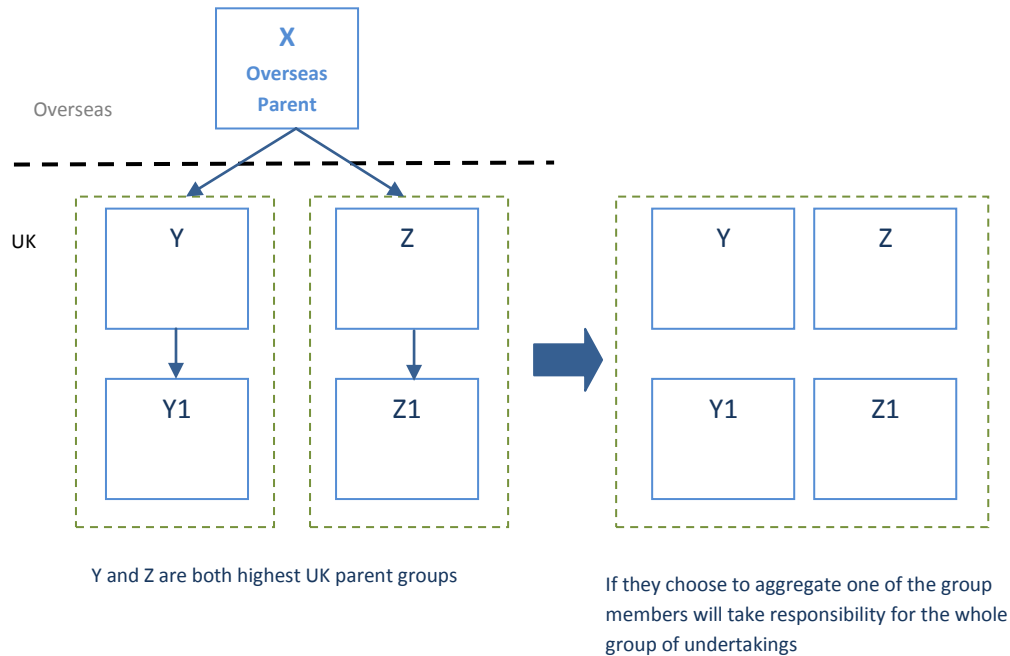 X
Overseas
Parent
Overseas
UK
Y
Z
Y
Z
Y1
Z1
Y1
Z1
Y and Z are both highest UK parent groups
If they choose to aggregate one of the group
members will take responsibility for the whole
group of undertakings